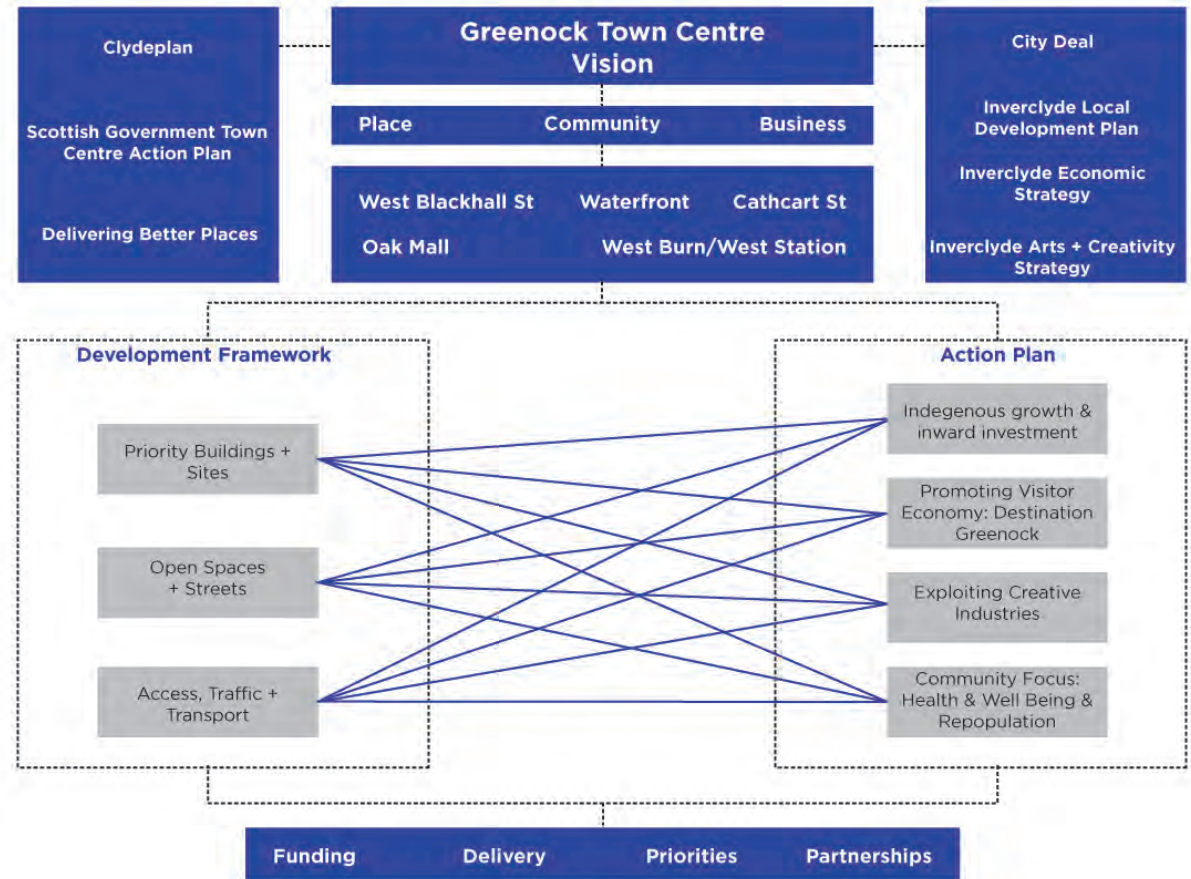 Clydeplan
Scottish Government Town
Centre Action Plan
Delivering Better Places
Greenock Town Centre
Vision
Place Community Business
West Blackhall St Waterfront Cathcart St
Oak Mall West Burn/West Station
City Deal
Inverclyde Local
Development Plan
Inverclyde Economic
Strategy
Inverclyde Arts + Creativity
Strategy
Development Framework
Priority Buildings +
Sites
Open Spaces
+ Streets
Access, Traffic +
Transport
Action Plan
Indegenous growth &
inward investment
Promoting Visitor
Economy: Destination
Greenock
Exploiting Creative
Industries
Community Focus:
Health & Well Being &
Repopulation
Funding Delivery Priorities Partnerships